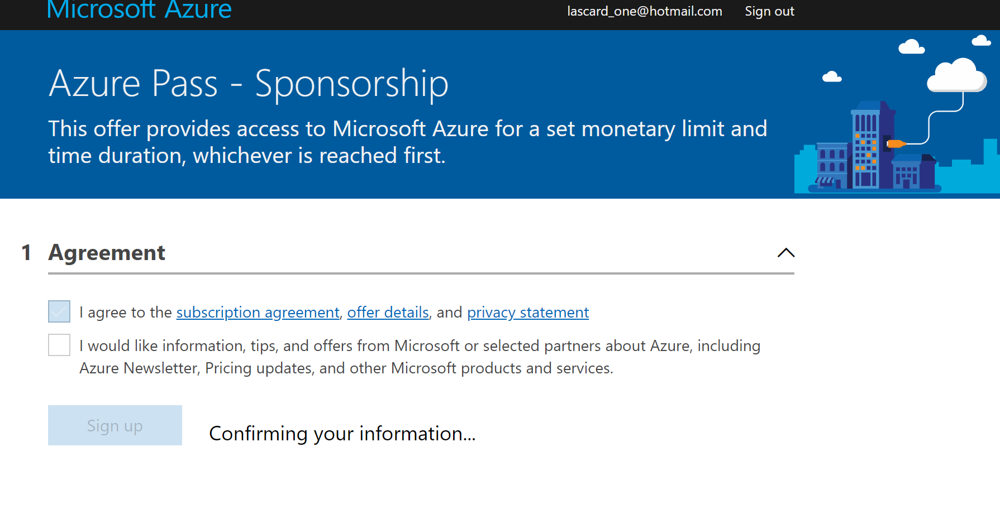 Microsoft Azure
lascard_one@hotmail.com Sign out
Azure Pass - Sponsorship
This offer provides access to Microsoft Azure for a set monetary limit and
time duration, whichever is reached first.
1 Agreement
I agree to the subscription agreement, offer details, and privacy statement
I would like information, tips, and offers from Microsoft or selected partners about Azure, including
Azure Newsletter, Pricing updates, and other Microsoft products and services.
Sign up
Confirming your information...